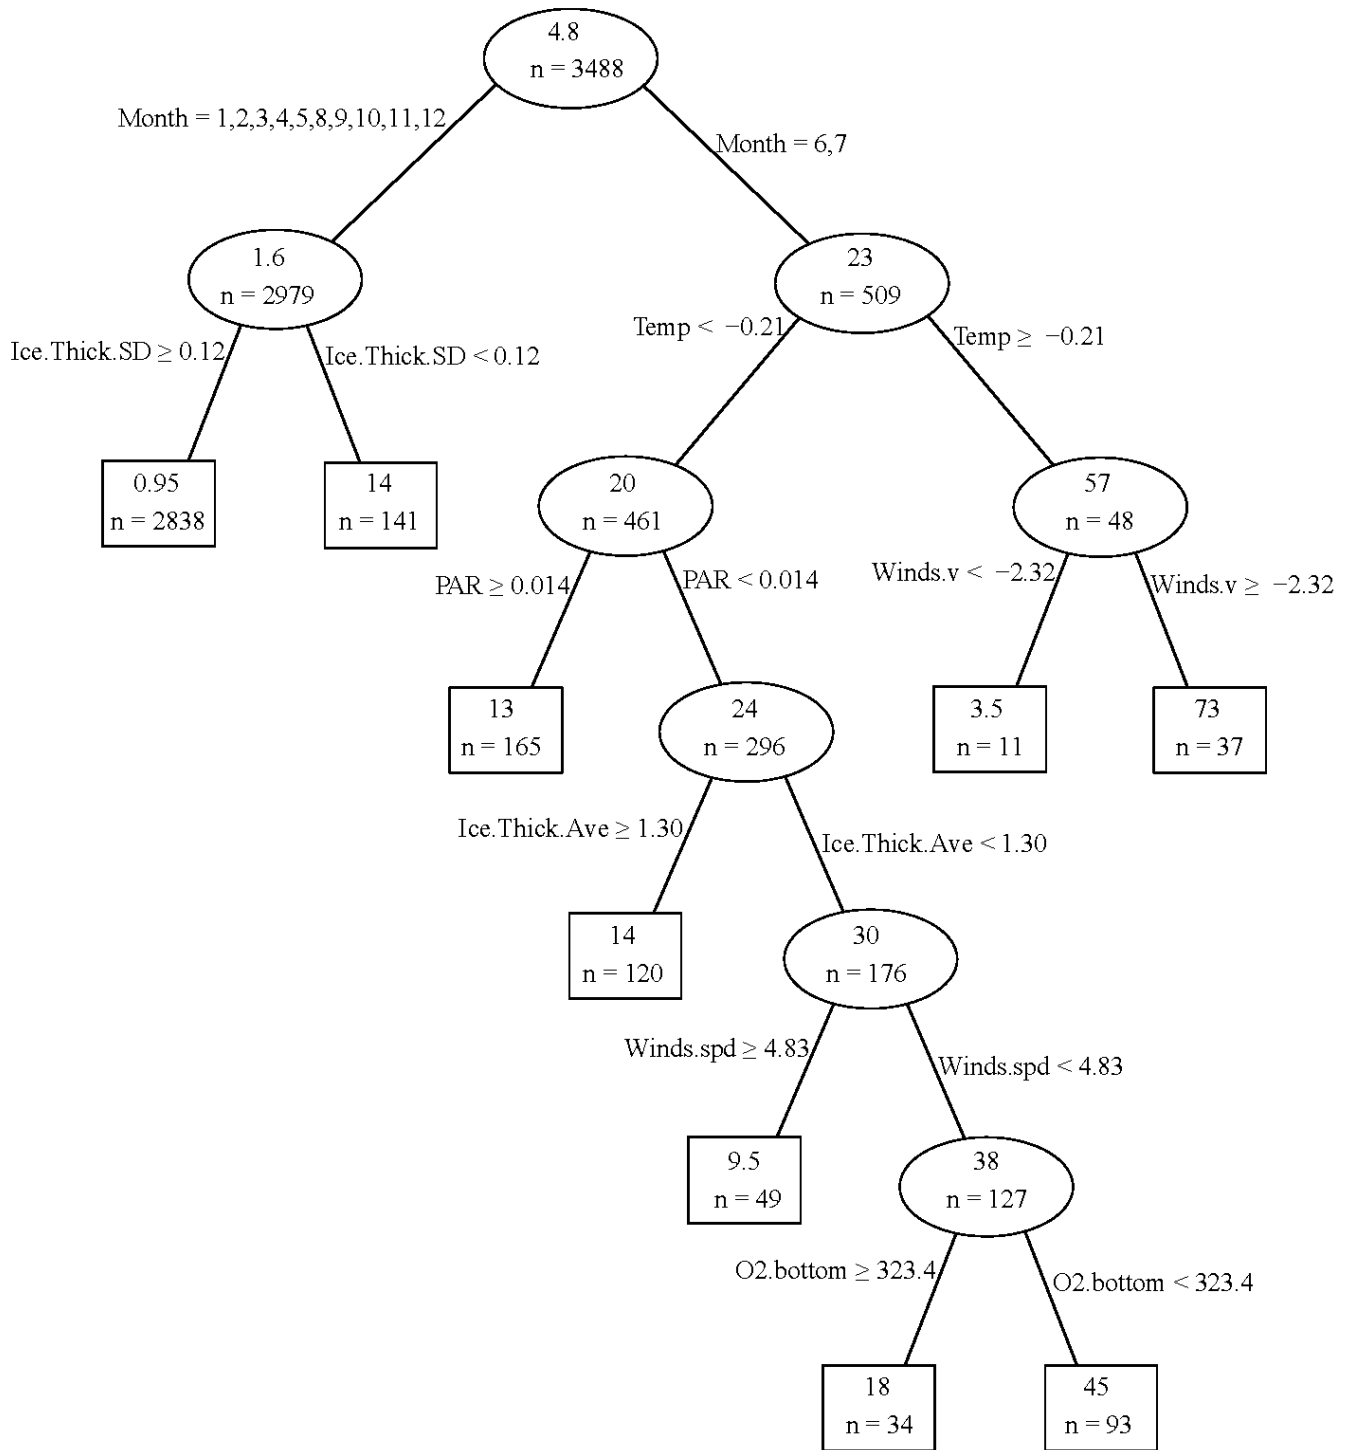 4.8
n = 3488
Month = 1,2,3,4,5,8,9,10,11,12
Month = 6,7
1.6
n = 2979
23
n = 509
Ice.Thick.SD ≥ 0.12
Ice.Thick.SD < 0.12
Temp < −0.21
Temp ≥ −0.21
0.95
n = 2838
14
n = 141
20
n = 461
57
n = 48
PAR ≥ 0.014
PAR < 0.014
Winds.v < −2.32
Winds.v ≥ −2.32
13
n = 165
24
n = 296
3.5
n = 11
73
n = 37
Ice.Thick.Ave ≥ 1.30
Ice.Thick.Ave < 1.30
14
n = 120
30
n = 176
Winds.spd ≥ 4.83
Winds.spd < 4.83
9.5
n = 49
38
n = 127
O2.bottom ≥ 323.4
O2.bottom < 323.4
18
n = 34
45
n = 93